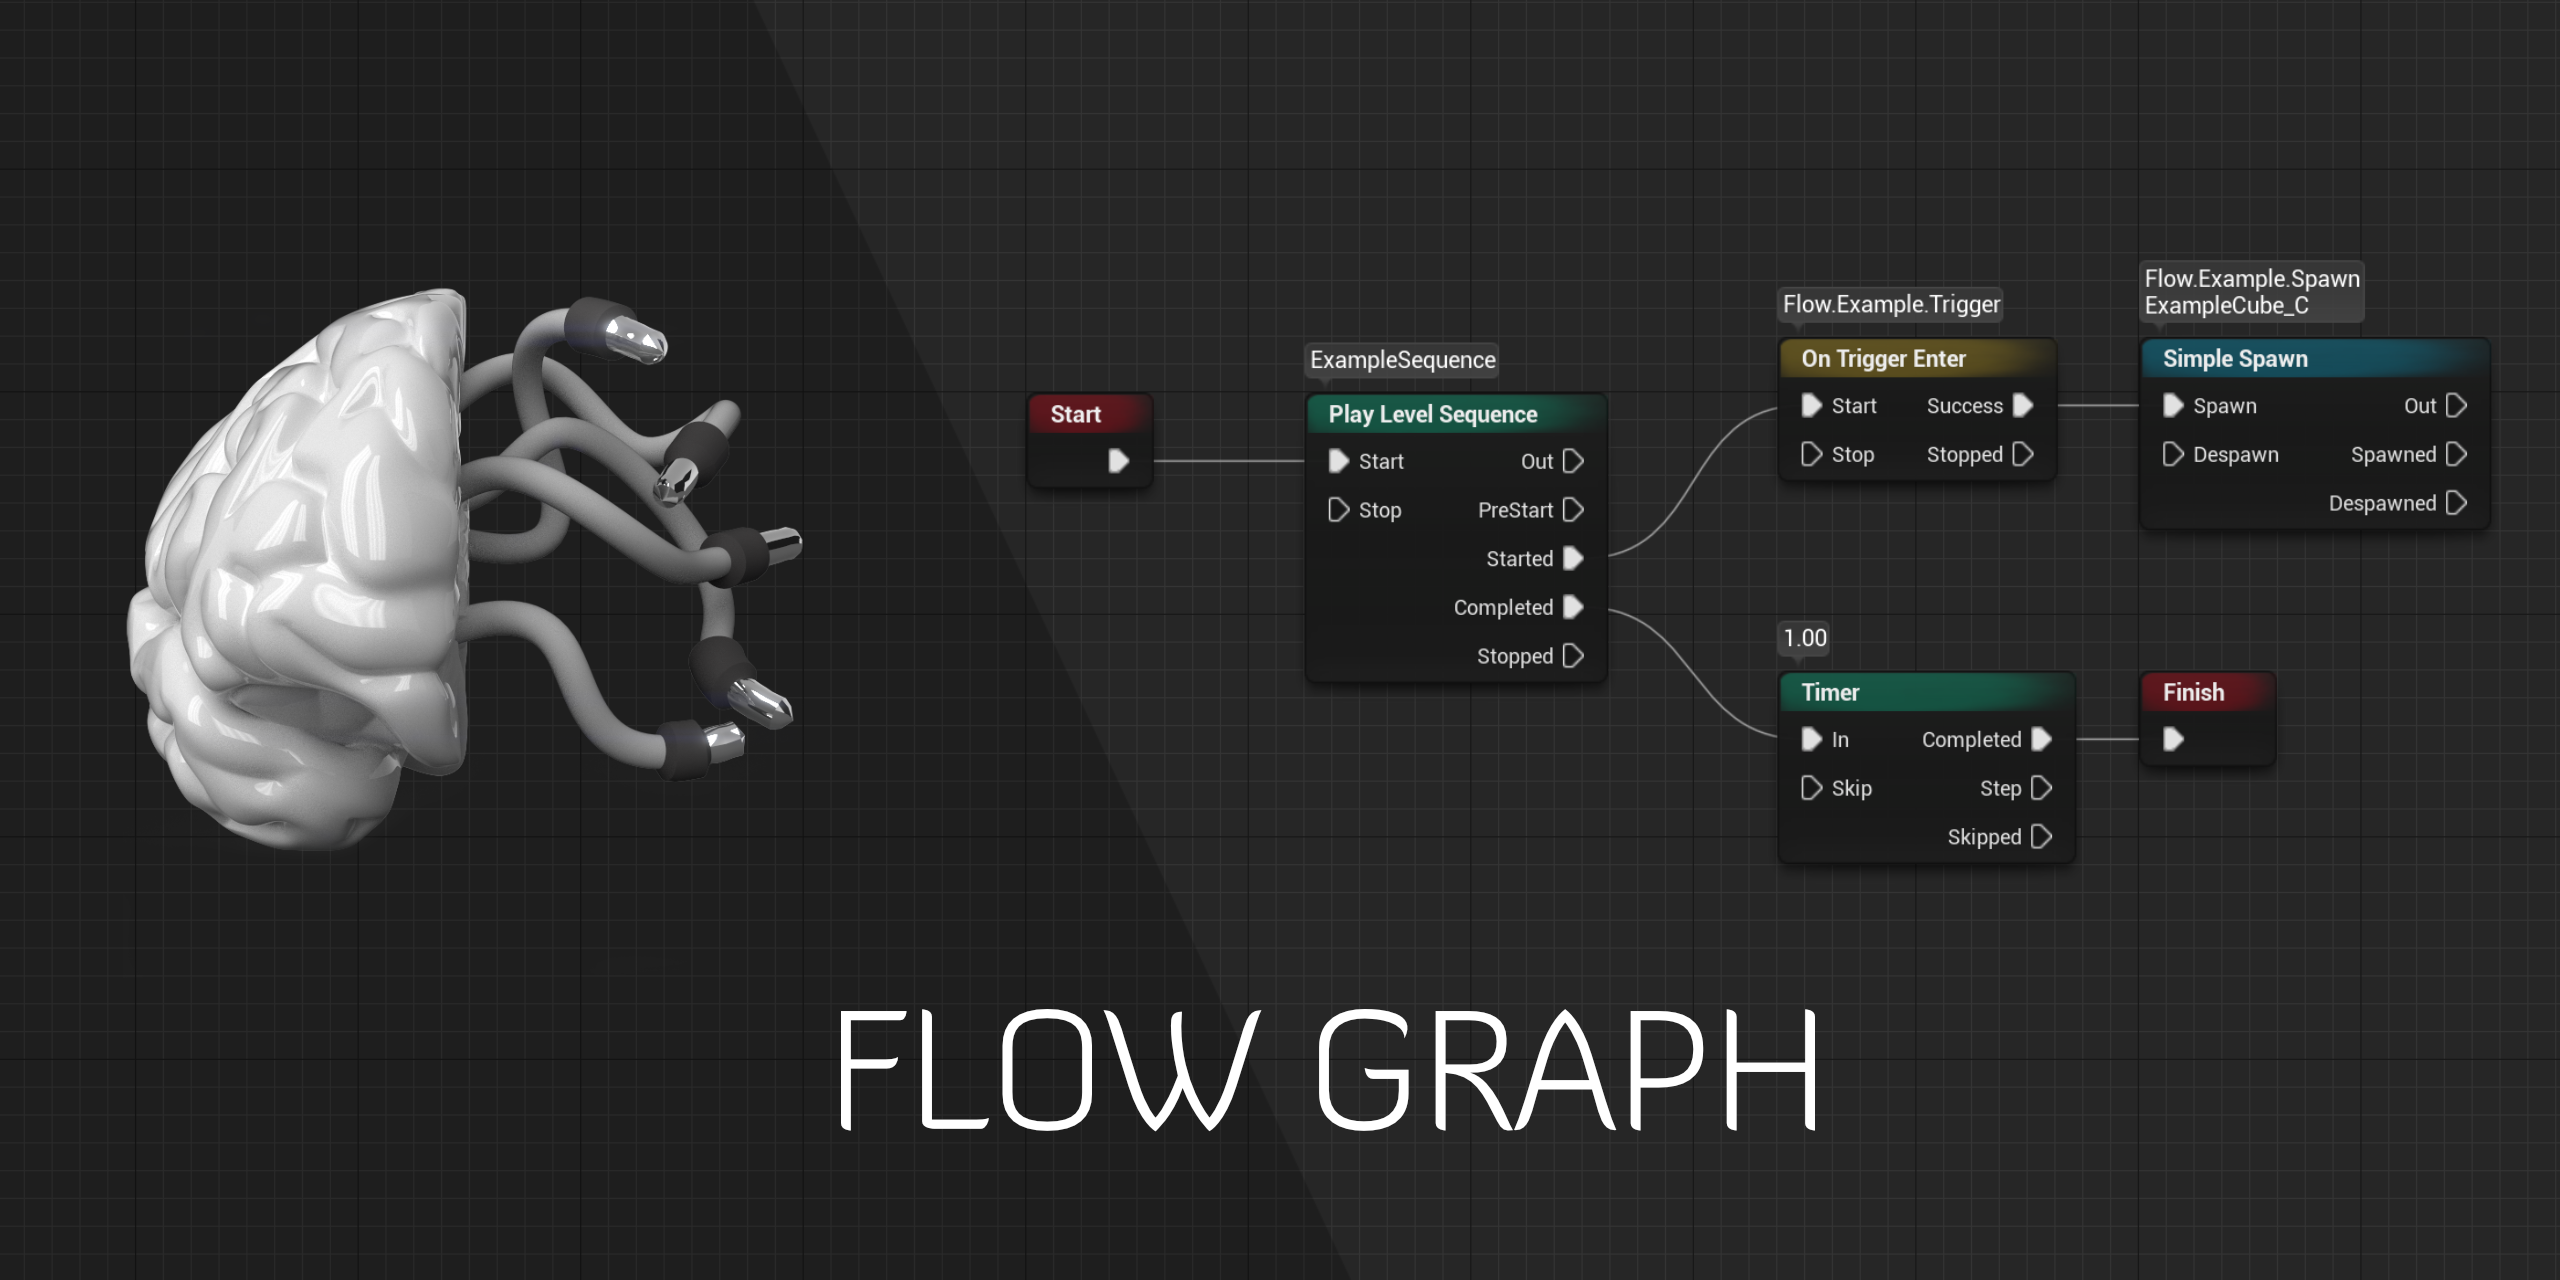 Start
ExampleSequence
Play Level Sequence
Start Out
Stop PreStart
Started
Completed
Stopped
Flow.Example.Trigger
On Trigger Enter
Start Success
Stop Stopped
Flow.Example.Spawn
ExampleCube_C
Simple Spawn
Spawn Out
Despawn Spawned
Despawned
1.00
Timer
In Completed
Skip Step
Skipped
Finish
FLOW GRAPH